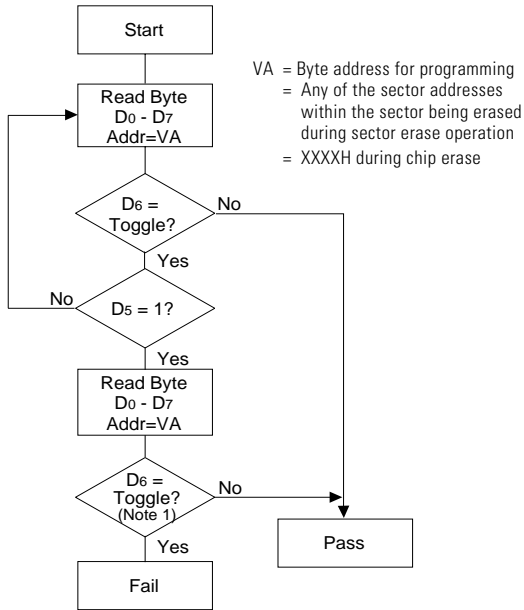 Start
VA = Byte address for programming
= Any of the sector addresses
within the sector being erased
during sector erase operation
= XXXXH during chip erase
Read Byte
D0 - D7
Addr=VA
D6 =
Toggle?
No
Yes
No
D5 = 1?
Yes
Read Byte
D0 - D7
Addr=VA
D6 =
Toggle?
(Note 1)
No
Yes
Pass
Fail